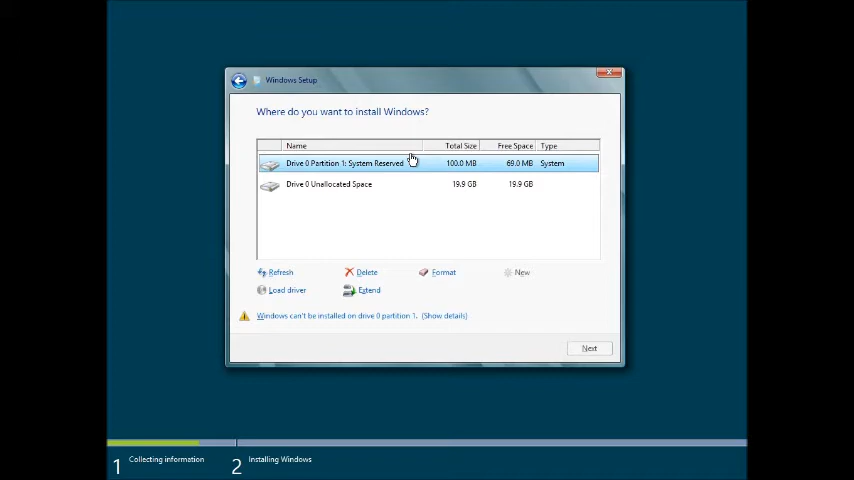 Windows Setup
Where do you want to install Windows?
Name Total Size Free Space Type
Drive 0 Partition 1: System Reserved 100.0 MB 69.0 MB System
Drive 0 Unallocated Space 19.9 GB 19.9 GB
Refresh Delete Format New
Load driver Extend
Windows can't be installed on drive 0 partition 1. (Show details)
Next
1 Collecting information 2 Installing Windows